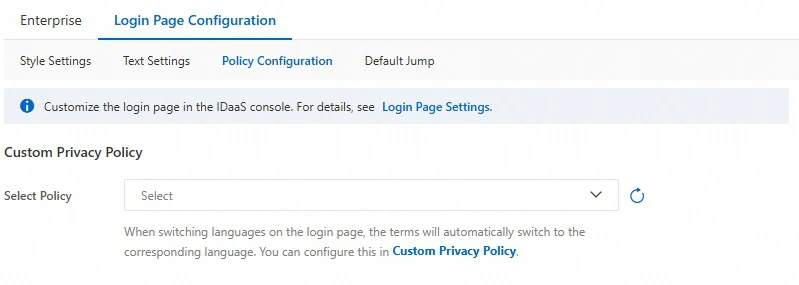 Enterprise Login Page Configuration
Style Settings Text Settings Policy Configuration Default Jump
Customize the login page in the IDaaS console. For details, see Login Page Settings.
Custom Privacy Policy
Select Policy Select
When switching languages on the login page, the terms will automatically switch to the
corresponding language. You can configure this in Custom Privacy Policy.